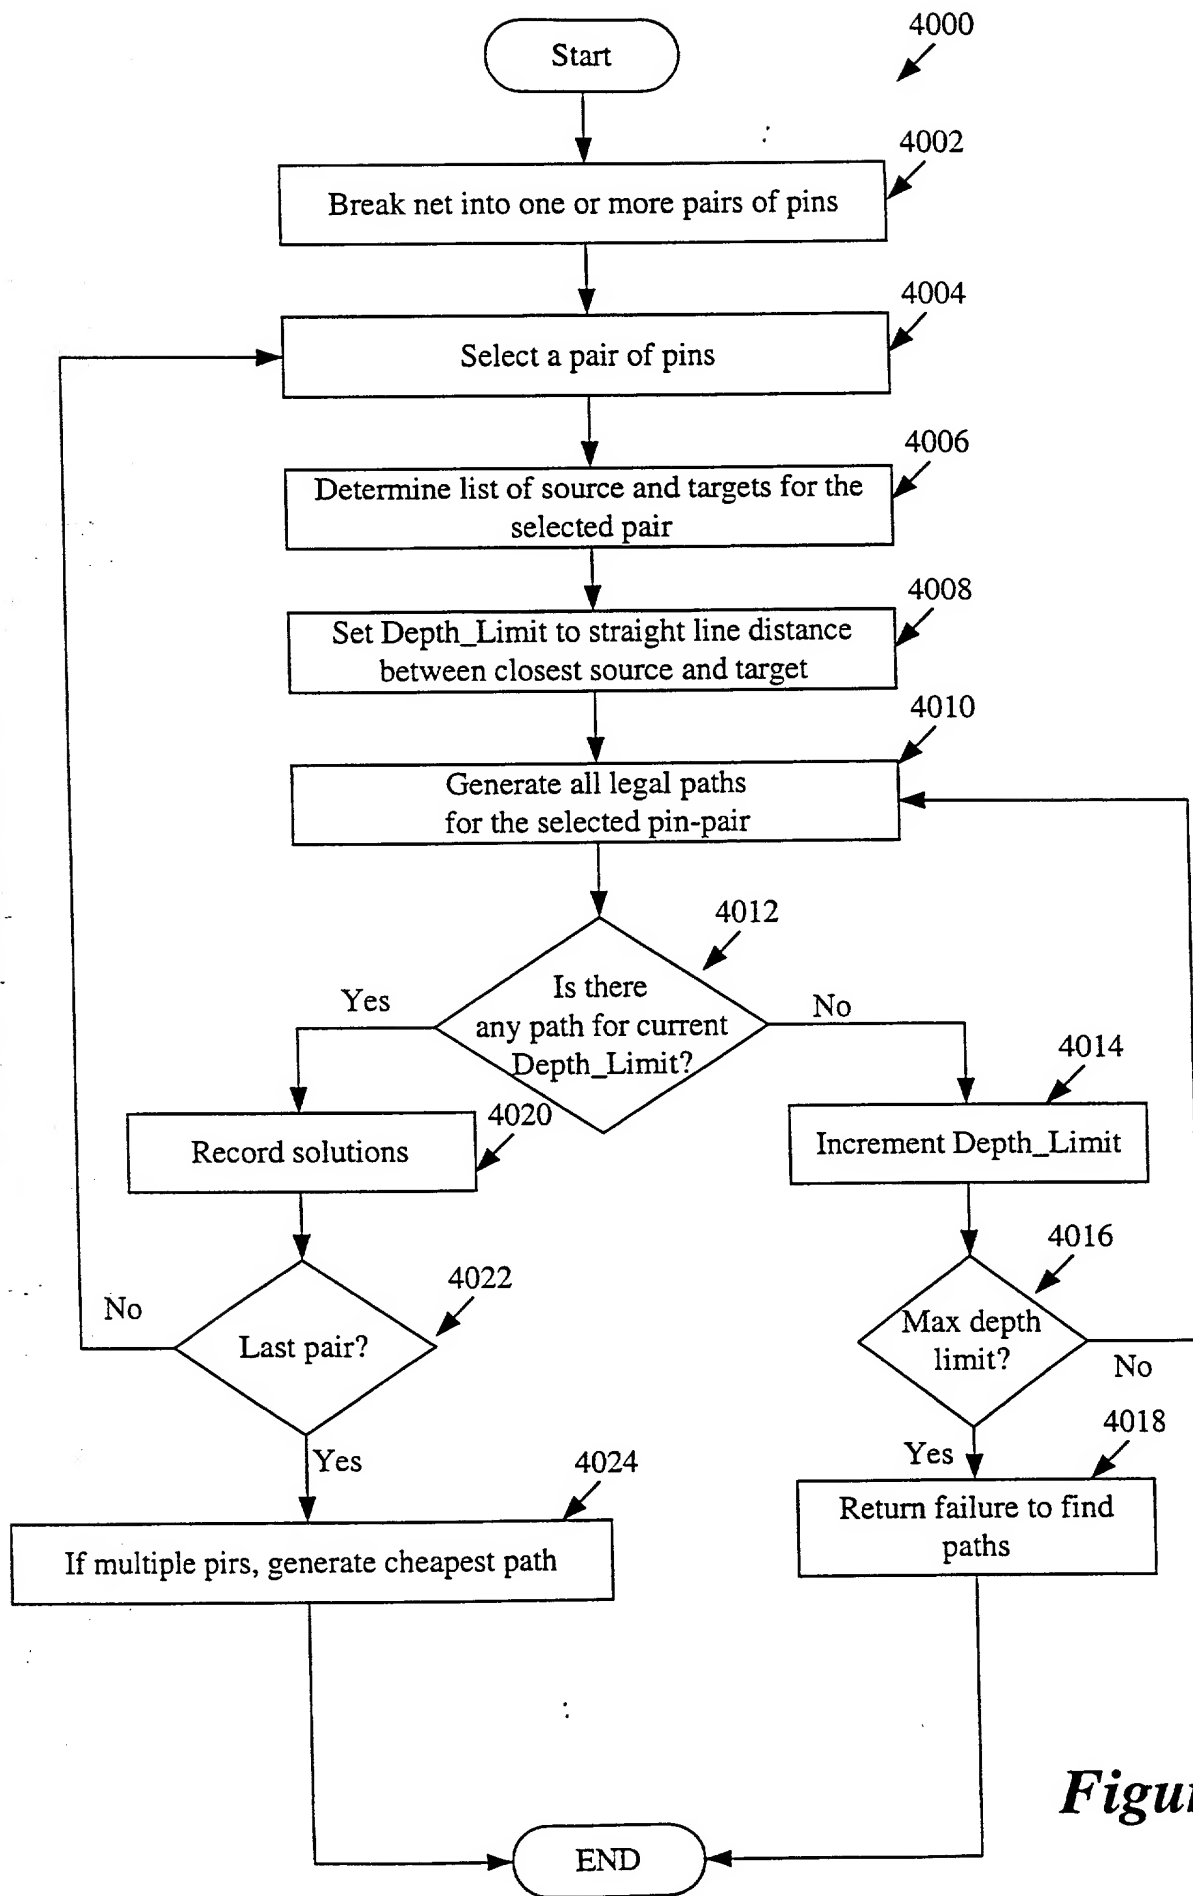 4000
Start
4002
Break net into one or more pairs of pins
4004
Select a pair of pins
4006
Determine list of source and targets for the
selected pair
4008
Set Depth_Limit to straight line distance
between closest source and target
4010
Generate all legal paths
for the selected pin-pair
4012
Is there
any path for current
Depth_Limit?
Yes
No
4014
Increment Depth_Limit
4020
Record solutions
4016
Max depth
limit?
No
4022
Last pair?
No
Yes
4018
Return failure to find
paths
Yes
4024
If multiple pirs, generate cheapest path
END